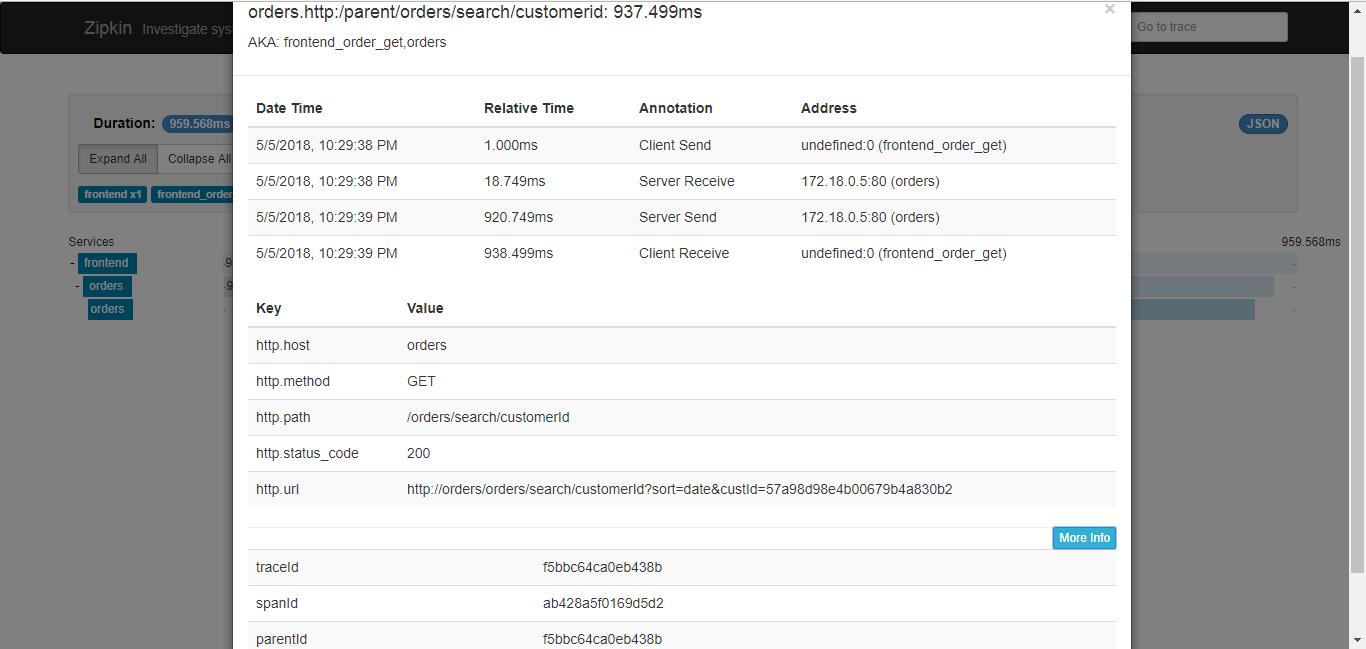 orders.http:/parent/orders/search/customerid: 937.499ms
×
Zipkin Investigate sys
Go to trace
AKA: frontend_order_get,orders
Date Time Relative Time Annotation Address
Duration: 959.568ms
JSON
5/5/2018, 10:29:38 PM 1.000ms Client Send undefined:0 (frontend_order_get)
Expand All Collapse All
5/5/2018, 10:29:38 PM 18.749ms Server Receive 172.18.0.5:80 (orders)
frontend x1 frontend_order
5/5/2018, 10:29:39 PM 920.749ms Server Send 172.18.0.5:80 (orders)
Services
959.568ms
5/5/2018, 10:29:39 PM 938.499ms Client Receive undefined:0 (frontend_order_get)
- frontend
- orders
orders
Key Value
http.host orders
http.method GET
http.path /orders/search/customerId
http.status_code 200
http.url http://orders/orders/search/customerId?sort=date&custId=57a98d98e4b00679b4a830b2
More Info
traceId f5bbc64ca0eb438b
spanId ab428a5f0169d5d2
parentId f5bbc64ca0eb438b